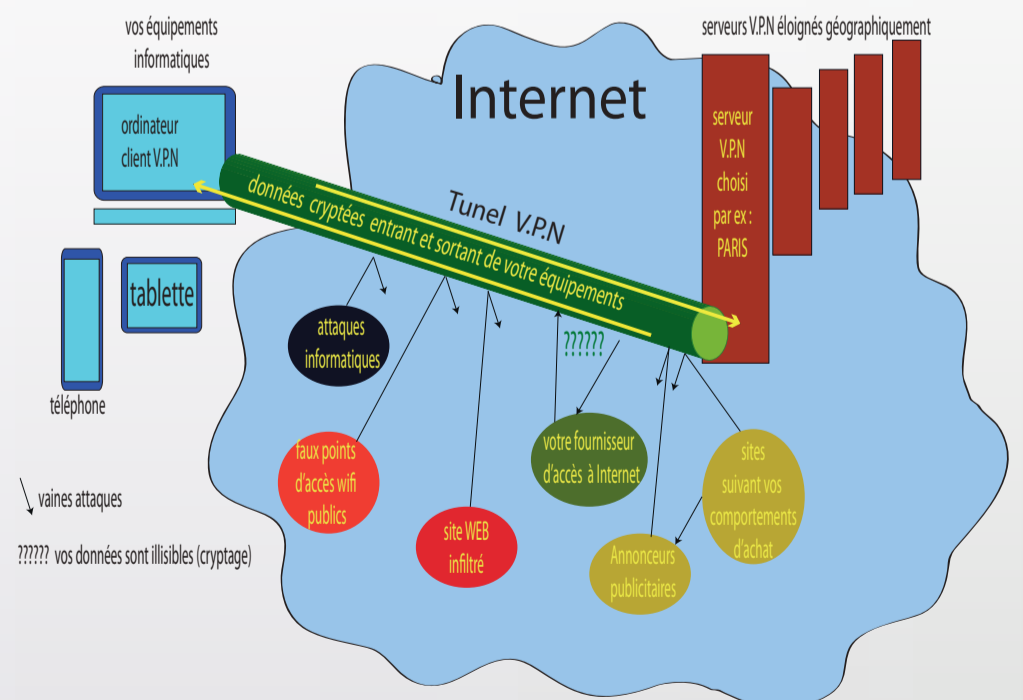 vos équipements
informatiques
serveurs V.P.N éloignés géographiquement
Internet
ordinateur
client V.P.N
serveur
V.P.N
choisi
par ex :
PARIS
Tunel V.P.N
données cryptées entrant et sortant de votre équipements
tablette
téléphone
attaques
informatiques
??????
faux points
d'accès wifi
publics
votre fournisseur
d'accès à Internet
sites
suivant vos
comportements
d'achat
site WEB
infiltré
Annonceurs
publicitaires
vaines attaques
?????? vos données sont illisibles (cryptage)